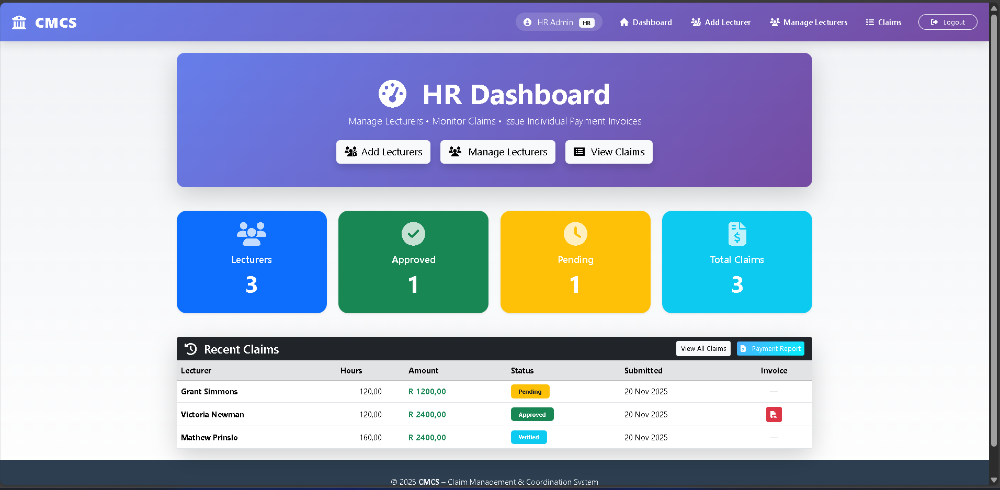 CMCS
HR Admin HR
Dashboard
Add Lecturer
Manage Lecturers
Claims
Logout
HR Dashboard
Manage Lecturers • Monitor Claims • Issue Individual Payment Invoices
Add Lecturers
Manage Lecturers
View Claims
Lecturers
3
Approved
1
Pending
1
Total Claims
3
Recent Claims
View All Claims
Payment Report
Lecturer Hours Amount Status Submitted Invoice
Grant Simmons 120,00 R 1200,00 Pending 20 Nov 2025 —
Victoria Newman 120,00 R 2400,00 Approved 20 Nov 2025
Mathew Prinslo 160,00 R 2400,00 Verified 20 Nov 2025 —
© 2025 CMCS – Claim Management & Coordination System